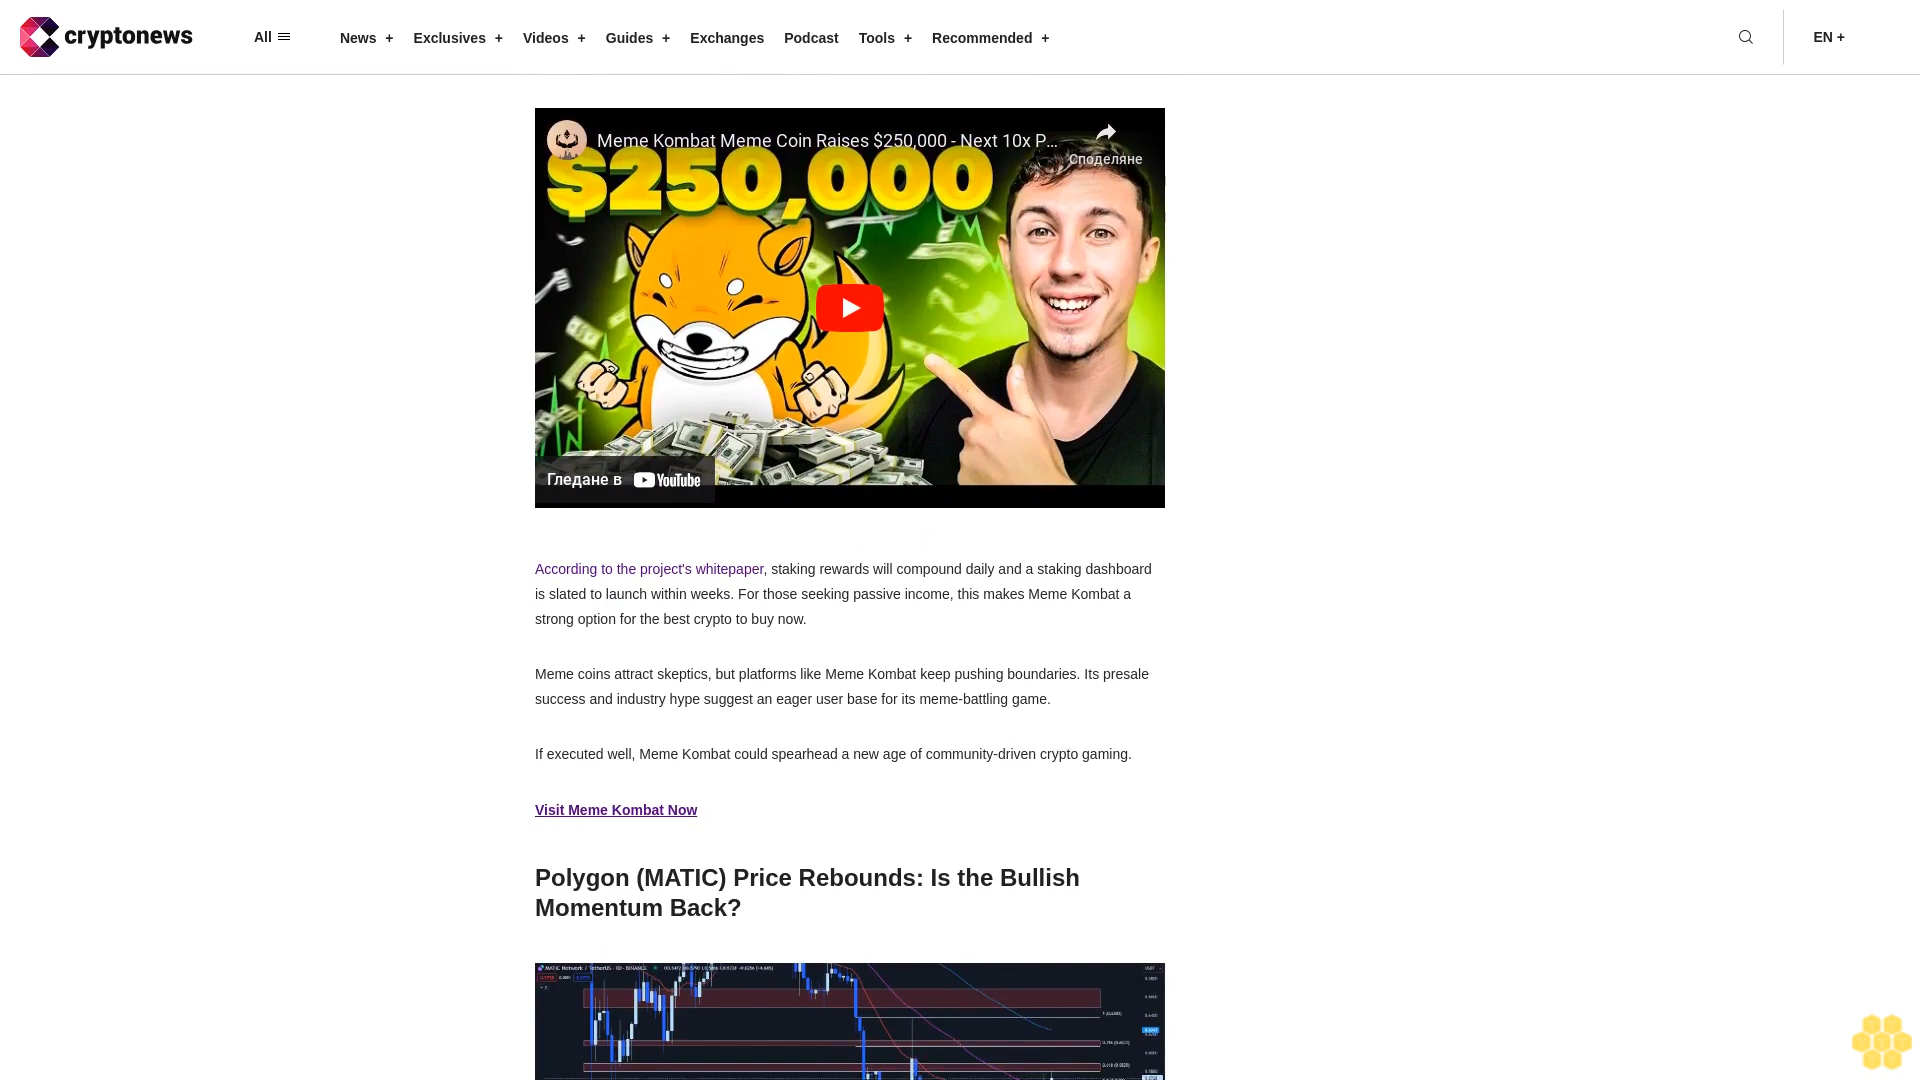 cryptonews
All
News + Exclusives + Videos + Guides + Exchanges Podcast Tools + Recommended +
EN +
Meme Kombat Meme Coin Raises $250,000 - Next 10x P...
Споделяне
$250,000
Гледане в YouTube
According to the project's whitepaper, staking rewards will compound daily and a staking dashboard
is slated to launch within weeks. For those seeking passive income, this makes Meme Kombat a
strong option for the best crypto to buy now.
Meme coins attract skeptics, but platforms like Meme Kombat keep pushing boundaries. Its presale
success and industry hype suggest an eager user base for its meme-battling game.
If executed well, Meme Kombat could spearhead a new age of community-driven crypto gaming.
Visit Meme Kombat Now
Polygon (MATIC) Price Rebounds: Is the Bullish
Momentum Back?
MATIC Network / TetherUS · 1D · BINANCE